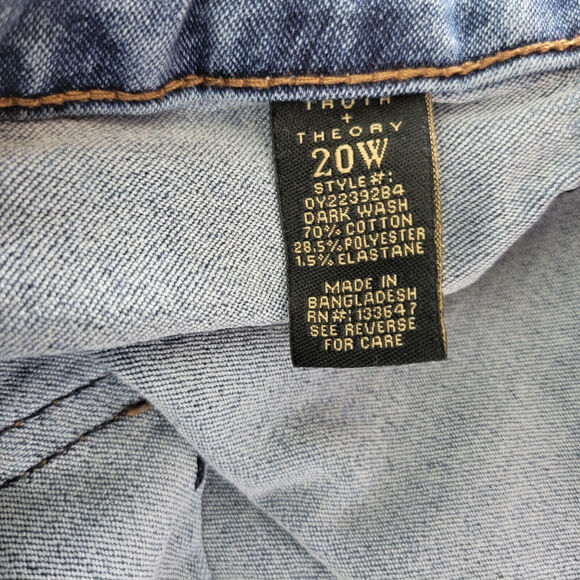 TRUTH
+
THEORY
20W
STYLE#:
OY2239284
DARK WASH
70% COTTON
28.5% POLYESTER
1.5% ELASTANE
MADE IN
BANGLADESH
RN#: 133647
SEE REVERSE
FOR CARE